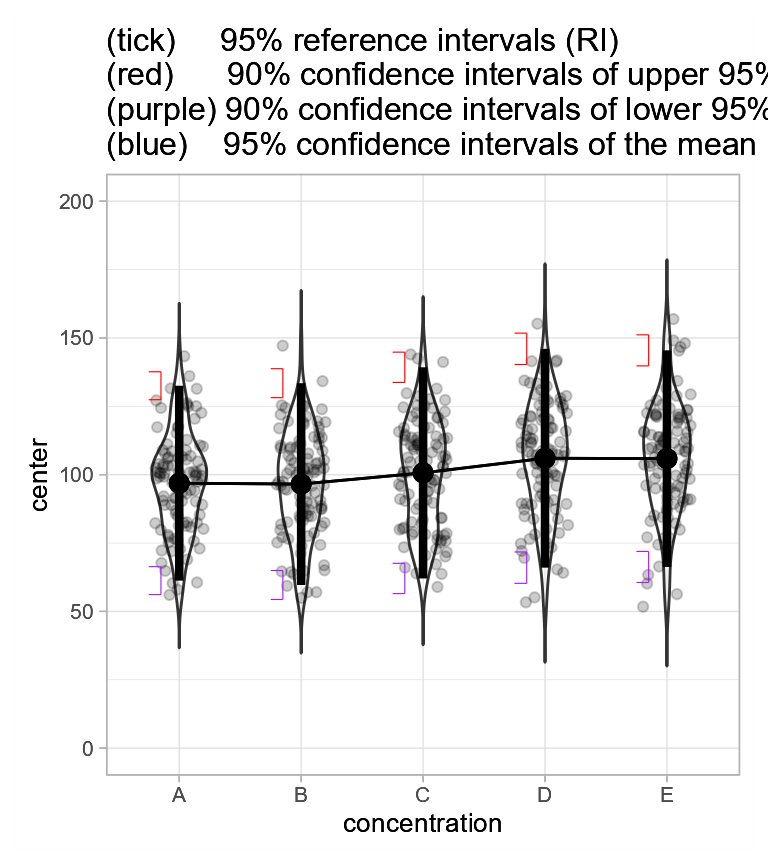 (tick) 95% reference intervals (RI)
(red) 90% confidence intervals of upper 95%
(purple) 90% confidence intervals of lower 95%
(blue) 95% confidence intervals of the mean
200
150
100
50
0
center
A B C D E
concentration